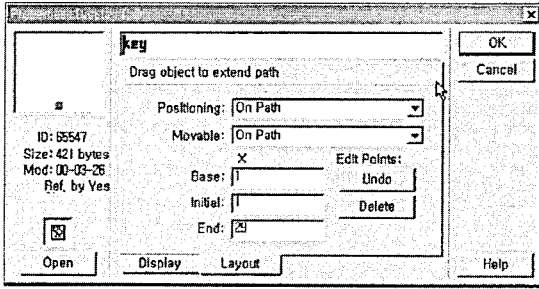 key
OK
Drag object to extend path
Cancel
Positioning: On Path
Movable: On Path
ID: 65547
Size: 421 bytes
Mod: 00-03-26
Ref. by Yes
X
Edit Points:
Base: 1
Undo
Initial: 1
Delete
End: 29
Open
Display
Layout
Help